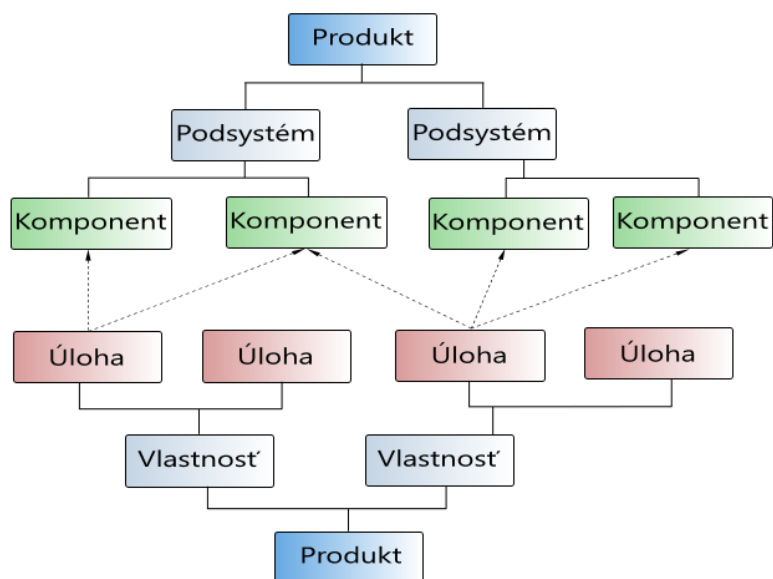 Produkt
Podsystém
Podsystém
Komponent
Komponent
Komponent
Komponent
Úloha
Úloha
Úloha
Úloha
Vlastnosť
Vlastnosť
Produkt